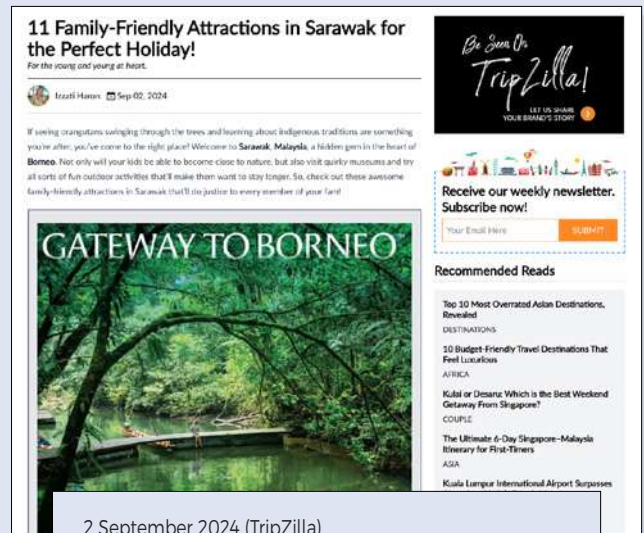 11 Family-Friendly Attractions in Sarawak for
the Perfect Holiday!
For the young and young at heart.
Izzati Harun Sep 02, 2024
If seeing orangutans swinging through the trees and learning about indigenous traditions are something
you're after, you've come to the right place! Welcome to Sarawak, Malaysia, a hidden gem in the heart of
Borneo. Not only will your kids be able to become close to nature, but also visit quirky museums and try
all sorts of fun outdoor activities that'll make them want to stay longer. So, check out these awesome
family-friendly attractions in Sarawak that'll do justice to every member of your fam!
GATEWAY TO BORNEO
Be Seen On
TripZilla!
LET US SHARE
YOUR BRAND'S STORY
Receive our weekly newsletter.
Subscribe now!
Your Email Here
SUBMIT
Recommended Reads
Top 10 Most Overrated Asian Destinations,
Revealed
DESTINATIONS
10 Budget-Friendly Travel Destinations That
Feel Luxurious
AFRICA
Kulai or Desaru: Which is the Best Weekend
Getaway From Singapore?
COUPLE
The Ultimate 6-Day Singapore–Malaysia
Itinerary for First-Timers
ASIA
Kuala Lumpur International Airport Surpasses
2 September 2024 (TripZilla)